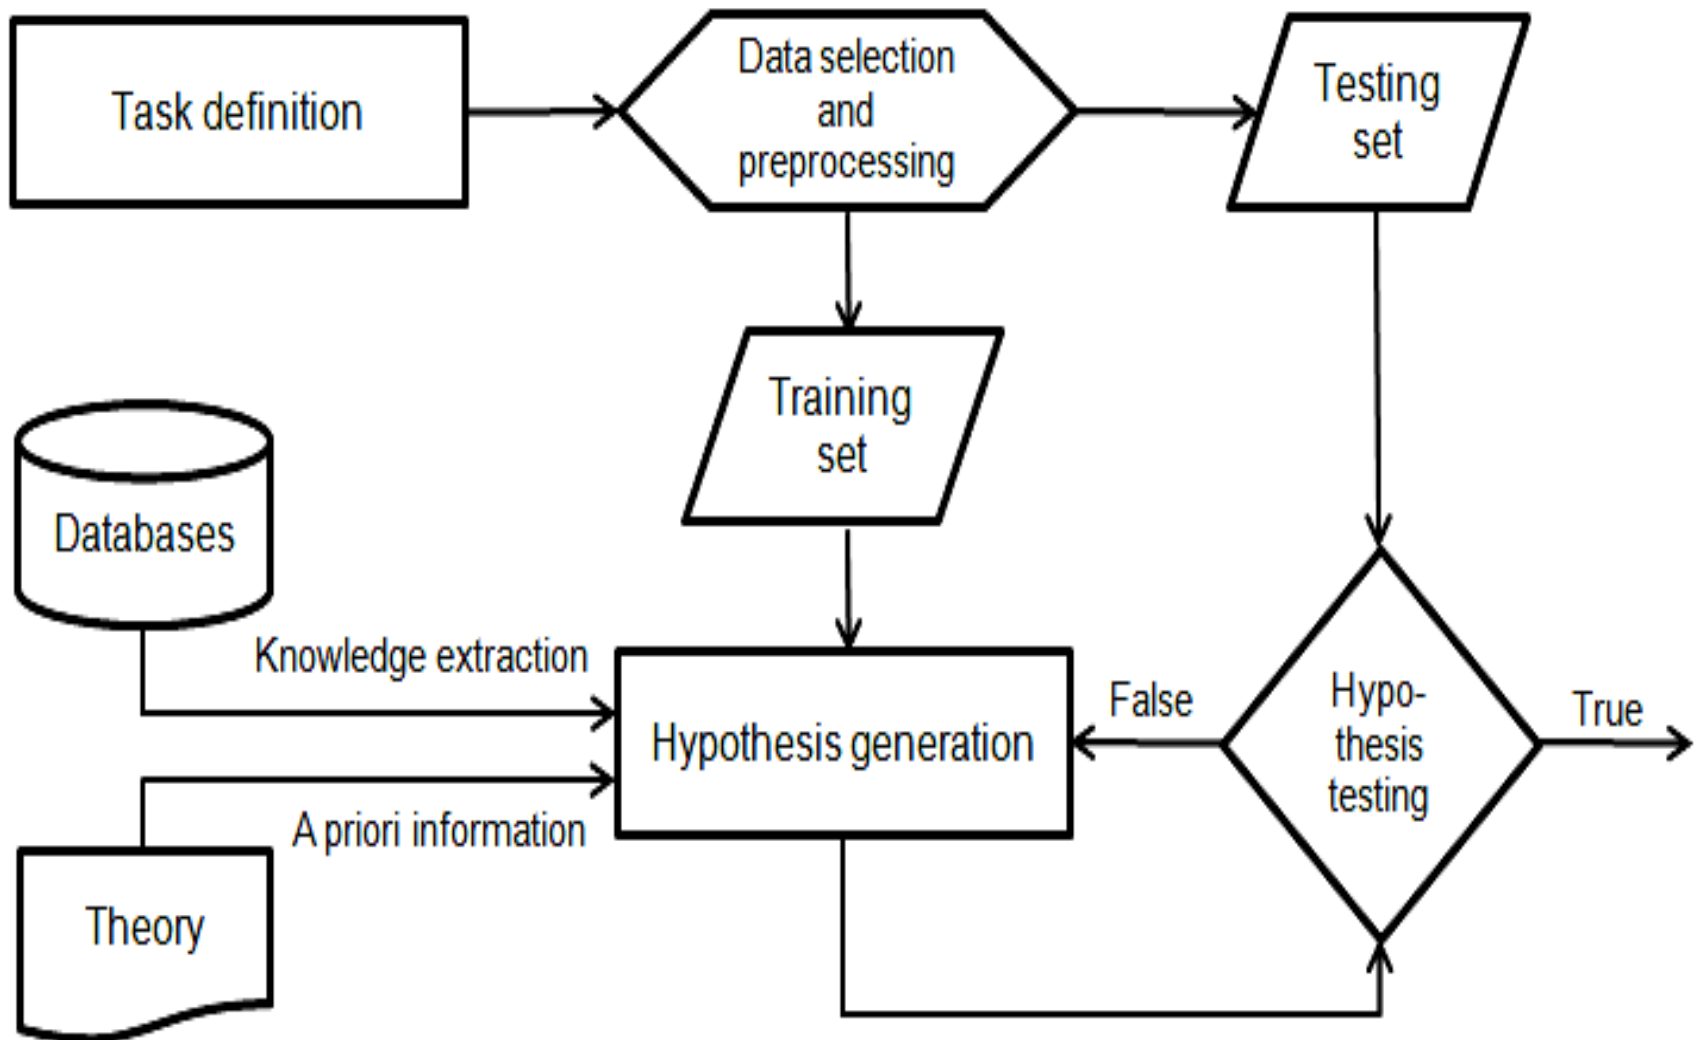 Task definition
Data selection
and
preprocessing
Testing
set
Training
set
Databases
Knowledge extraction
Hypothesis generation
False
Hypo-
thesis
testing
True
A priori information
Theory